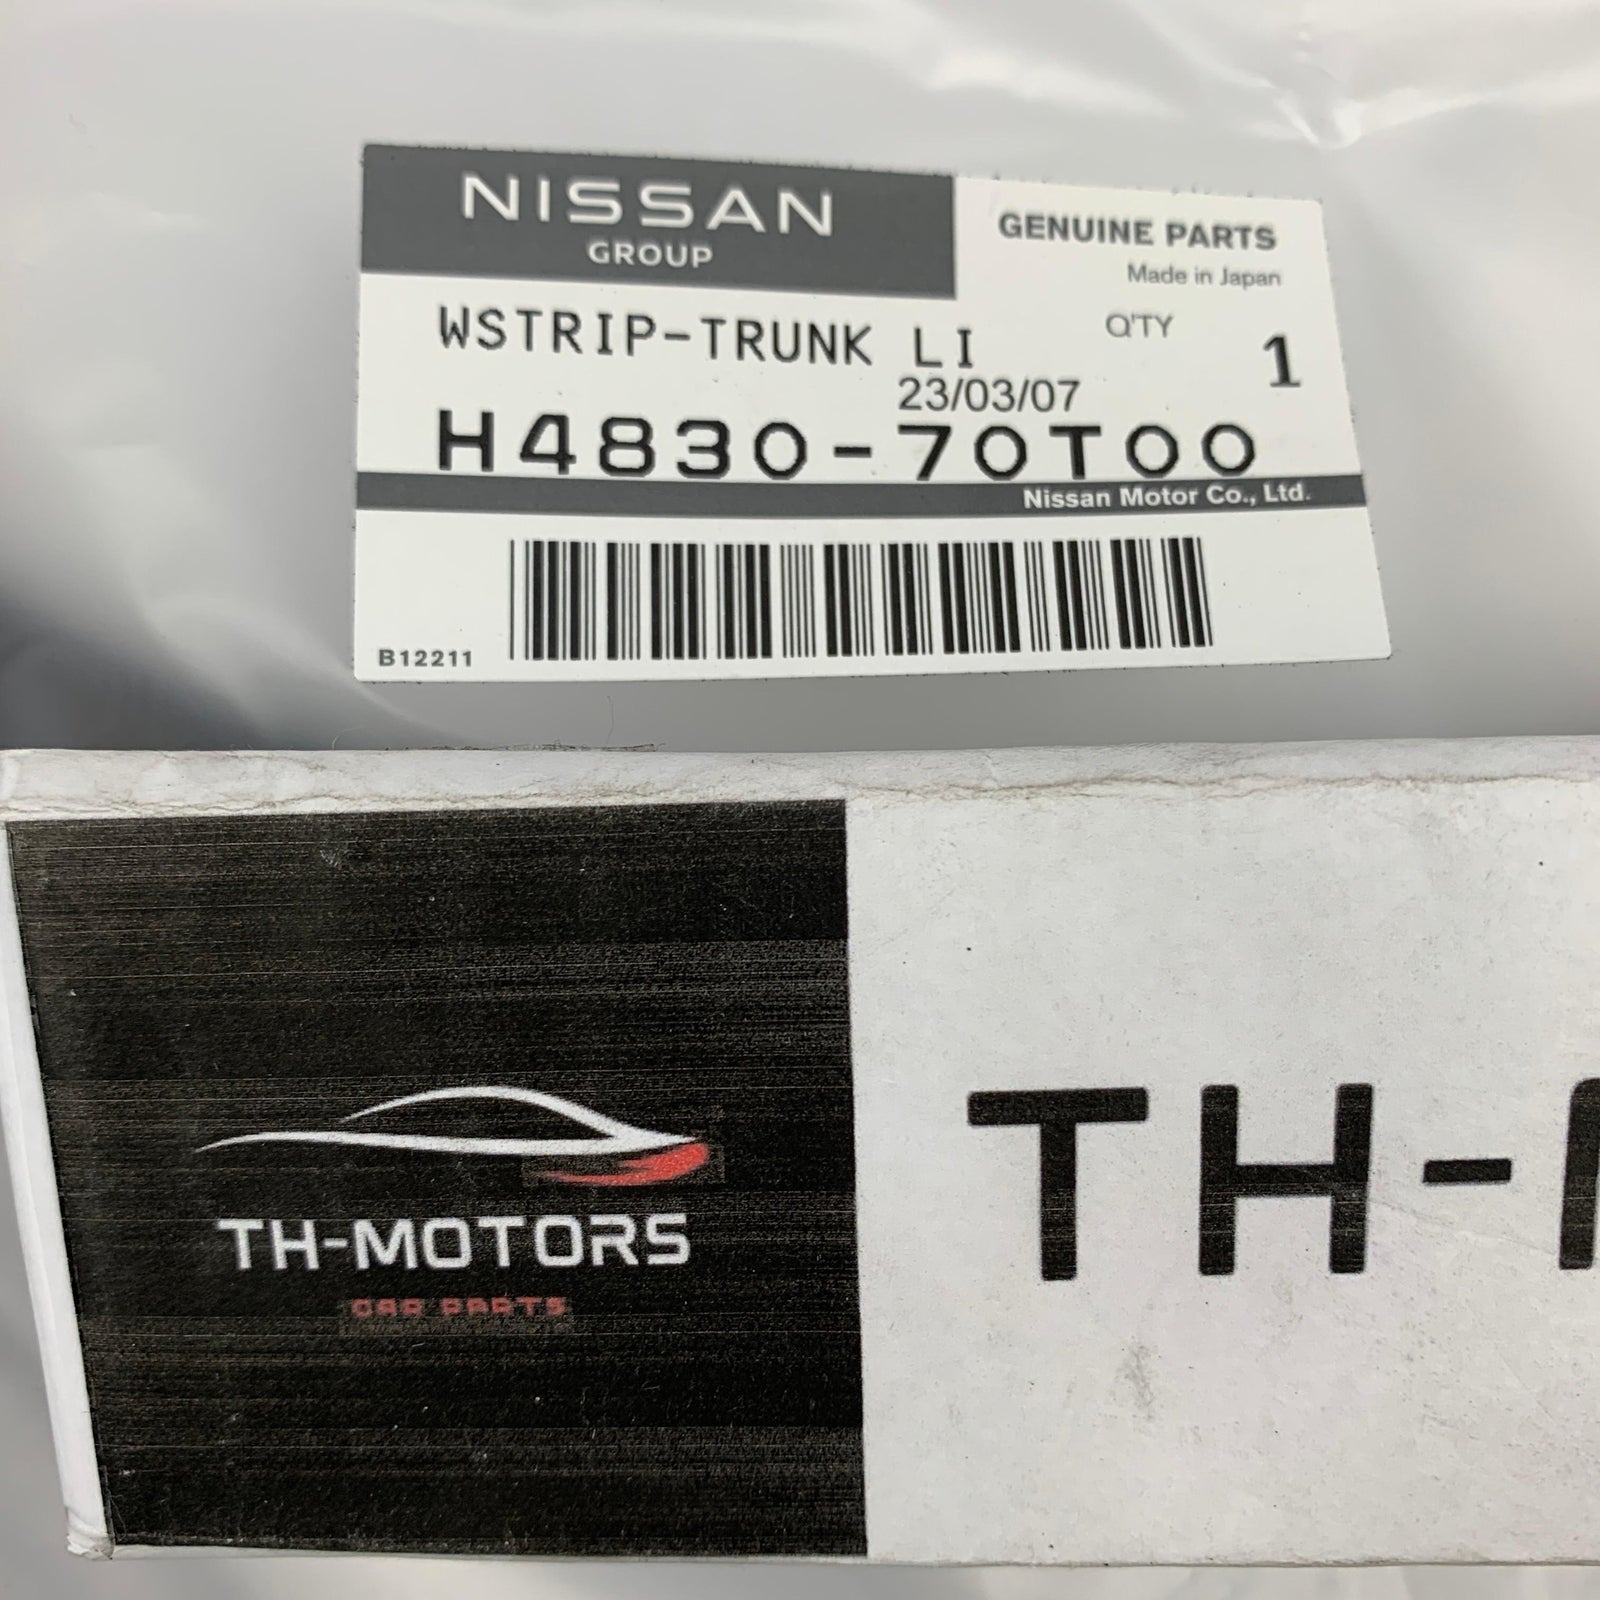 NISSAN
GROUP
GENUINE PARTS
Made in Japan
WSTRIP-TRUNK LI
Q'TY
1
23/03/07
H4830-70T00
Nissan Motor Co., Ltd.
B12211
TH-MOTORS
CAR PARTS
TH-